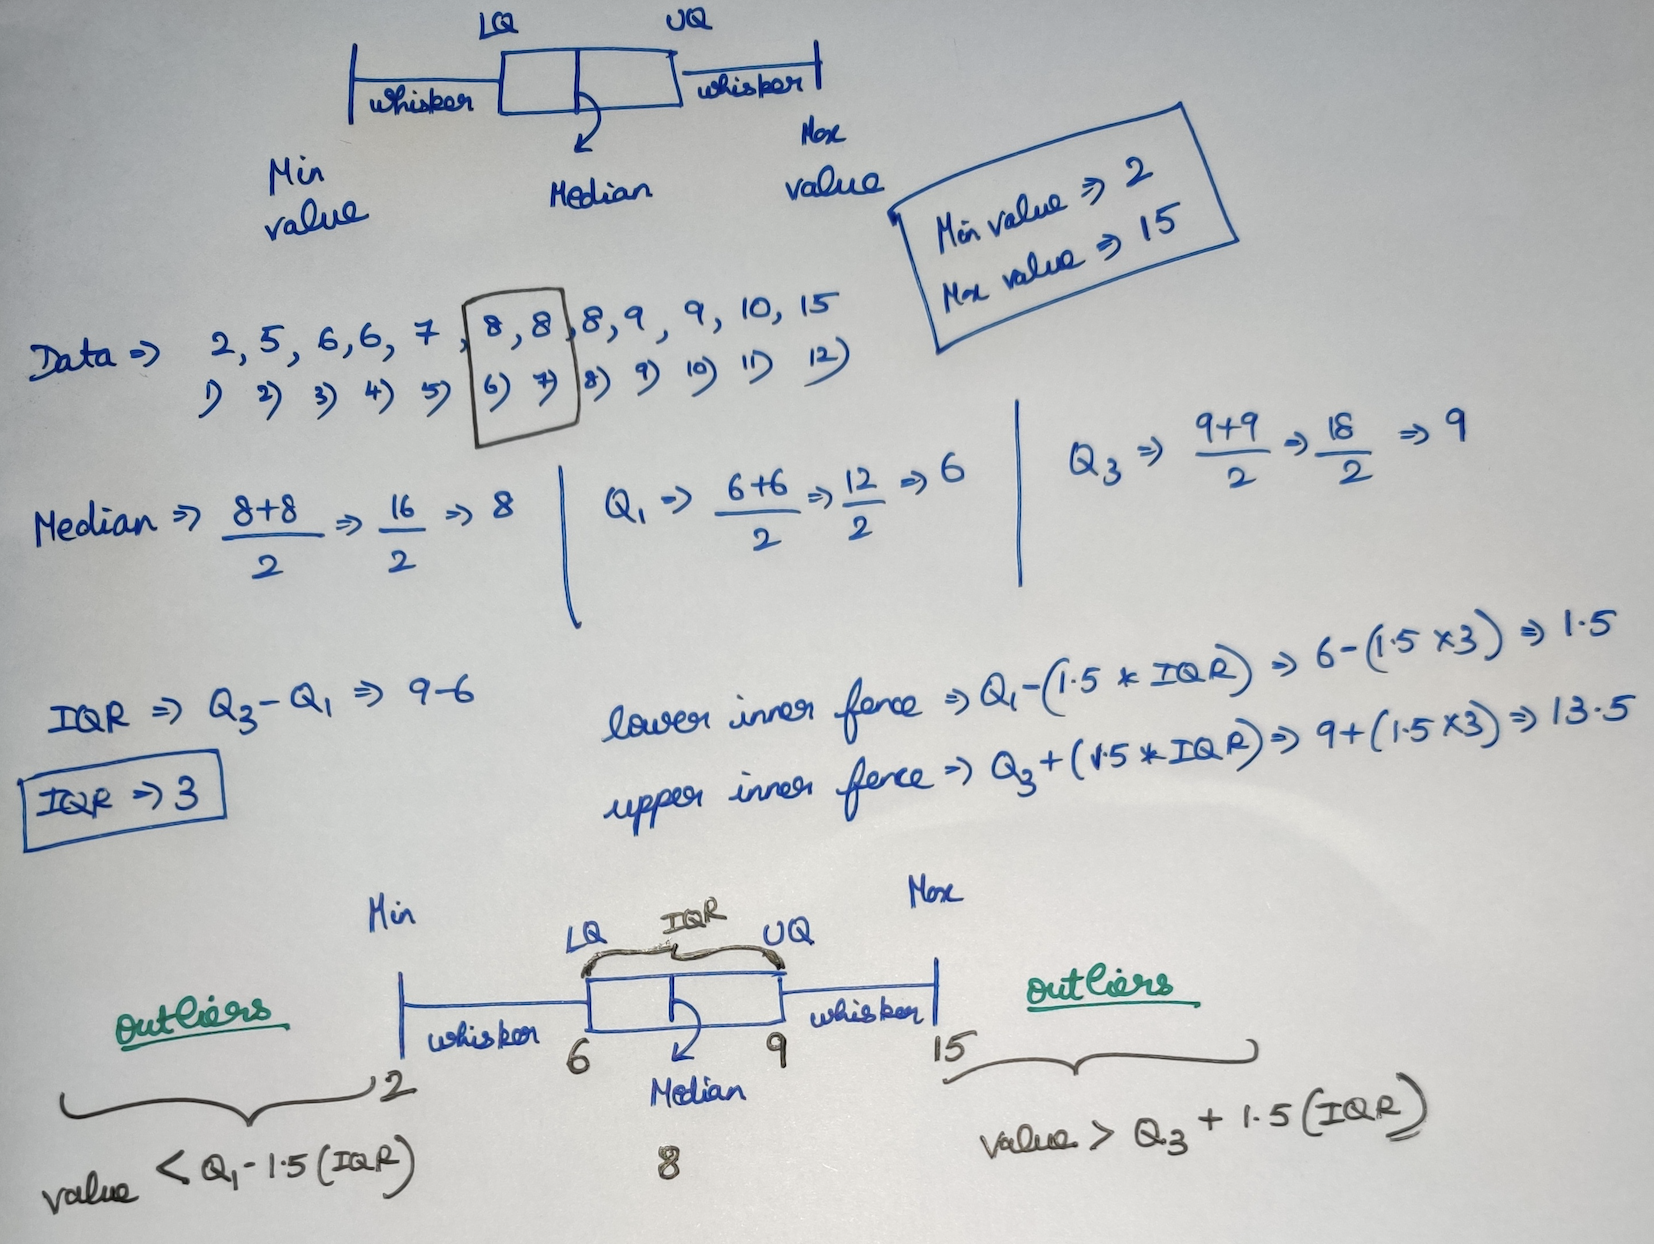 LQ UQ
whisker whisker
Min value
Median
Max value
Min value ⇒ 2
Max value ⇒ 15
Data ⇒ 2, 5, 6, 6, 7, 8, 8, 8, 9, 9, 10, 15
1) 2) 3) 4) 5) 6) 7) 8) 9) 10) 11) 12)
Median ⇒ 8+8/2 ⇒ 16/2 ⇒ 8
Q1 ⇒ 6+6/2 ⇒ 12/2 ⇒ 6
Q3 ⇒ 9+9/2 ⇒ 18/2 ⇒ 9
IQR ⇒ Q3-Q1 ⇒ 9-6
IQR ⇒ 3
lower inner fence ⇒ Q1-(1.5 * IQR) ⇒ 6-(1.5 x3) ⇒ 1.5
upper inner fence ⇒ Q3+(1.5 * IQR) ⇒ 9+(1.5 x3) ⇒ 13.5
Min LQ IQR UQ Max
outliers whisker whisker outliers
2 6 9 15
Median
8
value < Q1-1.5(IQR)
value > Q3 + 1.5(IQR)